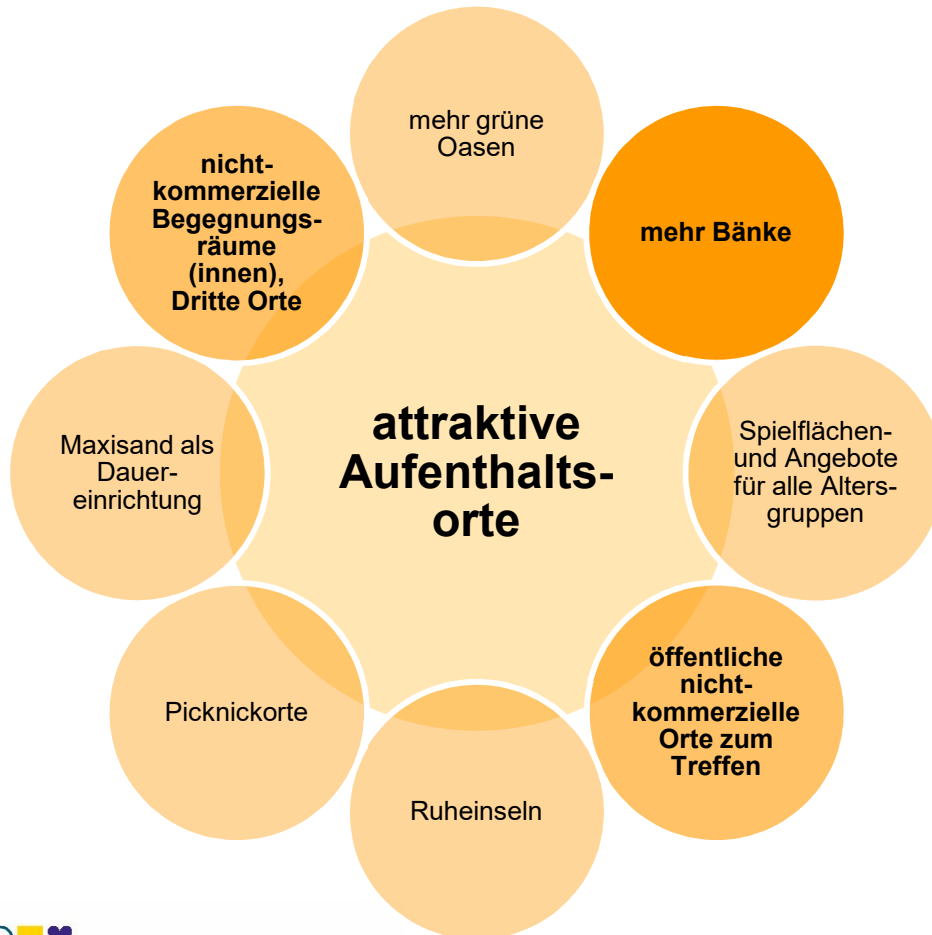 mehr grüne
Oasen
mehr Bänke
Spielflächen-
und Angebote
für alle Alters-
gruppen
öffentliche
nicht-
kommerzielle
Orte zum
Treffen
Ruheinseln
Picknickorte
Maxisand als
Dauer-
einrichtung
nicht-
kommerzielle
Begegnungs-
räume
(innen),
Dritte Orte
attraktive
Aufenthalts-
orte